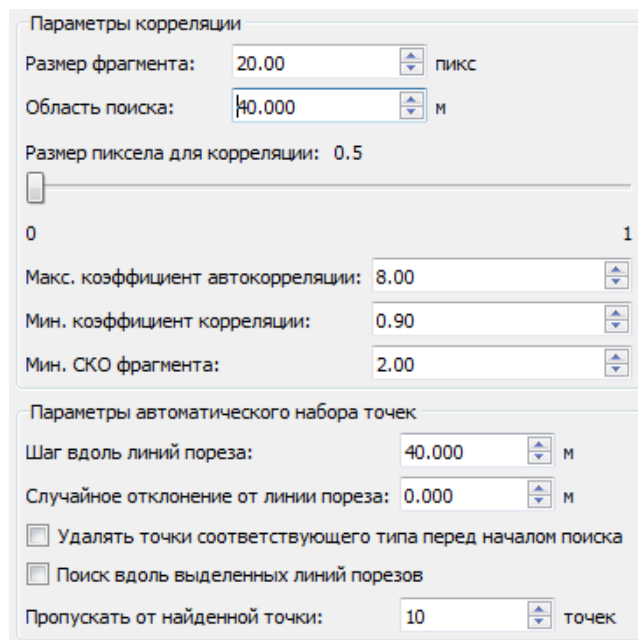 Параметры корреляции
Размер фрагмента: 20.00 пикс
Область поиска: 40.000 м
Размер пиксела для корреляции: 0.5
0 1
Макс. коэффициент автокорреляции: 8.00
Мин. коэффициент корреляции: 0.90
Мин. СКО фрагмента: 2.00
Параметры автоматического набора точек
Шаг вдоль линий пореза: 40.000 м
Случайное отклонение от линии пореза: 0.000 м
Удалять точки соответствующего типа перед началом поиска
Поиск вдоль выделенных линий порезов
Пропускать от найденной точки: 10 точек